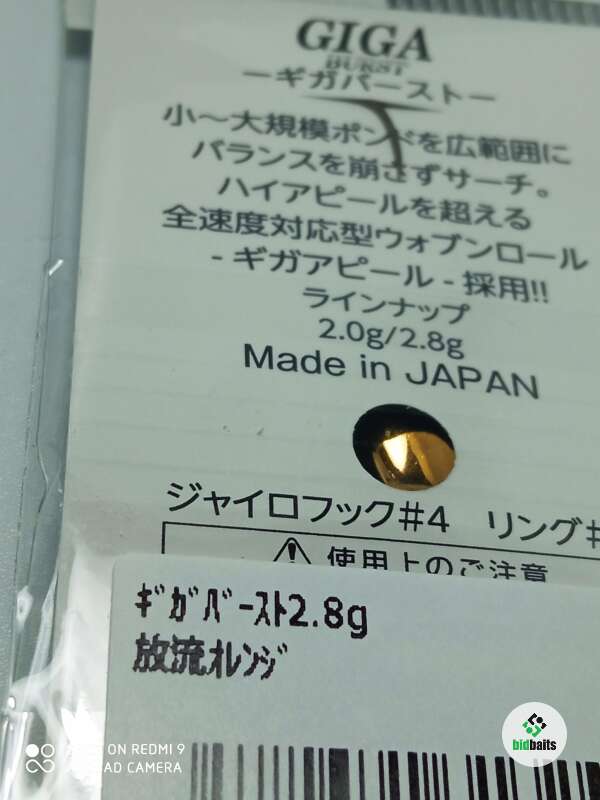 GIGA
BURST
ーギガバーストー
小～大規模ポンドを広範囲に
バランスを崩さずサーチ。
ハイアピールを超える
全速度対応型ウォブンロール
- ギガアピール - 採用!!
ラインナップ
2.0g/2.8g
Made in JAPAN
ジャイロフック#4 リング#
⚠ 使用上のご注意
ｷﾞｶﾞﾊﾞｰｽﾄ2.8g
放流ｵﾚﾝｼﾞ
ON REDMI 9
AD CAMERA
bidbaits